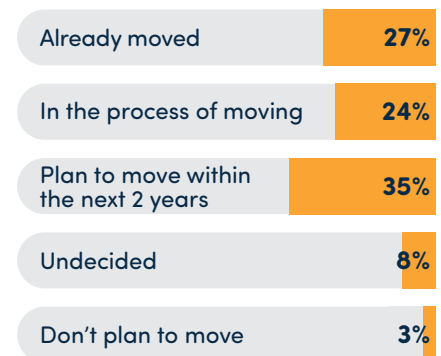 Already moved 27%
In the process of moving 24%
Plan to move within
the next 2 years 35%
Undecided 8%
Don't plan to move 3%